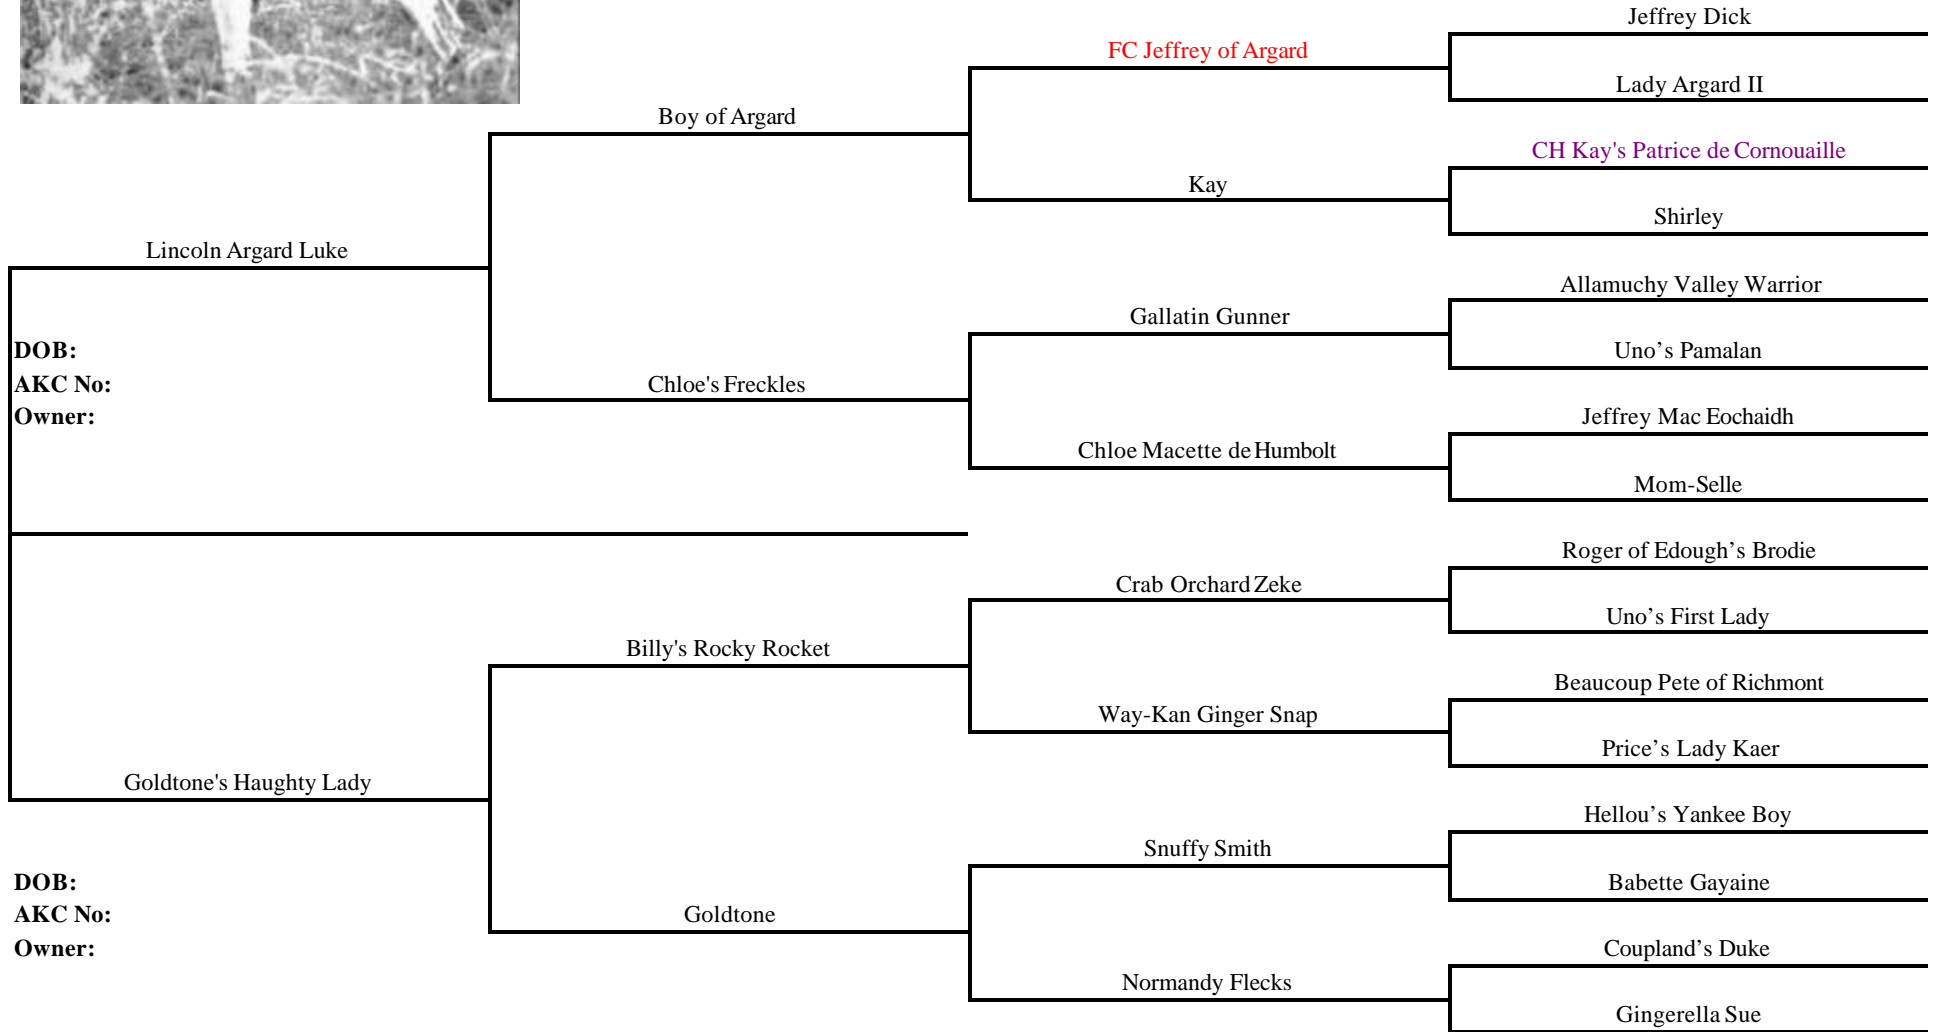 Jeffrey Dick
FC Jeffrey of Argard
Lady Argard II
Boy of Argard
CH Kay's Patrice de Cornouaille
Kay
Shirley
Lincoln Argard Luke
Allamuchy Valley Warrior
Gallatin Gunner
DOB:
Uno’s Pamalan
AKC No:
Chloe's Freckles
Owner:
Jeffrey Mac Eochaidh
Chloe Macette de Humbolt
Mom-Selle
Roger of Edough’s Brodie
Crab Orchard Zeke
Uno’s First Lady
Billy's Rocky Rocket
Beaucoup Pete of Richmont
Way-Kan Ginger Snap
Price’s Lady Kaer
Goldtone's Haughty Lady
Hellou’s Yankee Boy
Snuffy Smith
DOB:
Babette Gayaine
AKC No:
Goldtone
Owner:
Coupland’s Duke
Normandy Flecks
Gingerella Sue